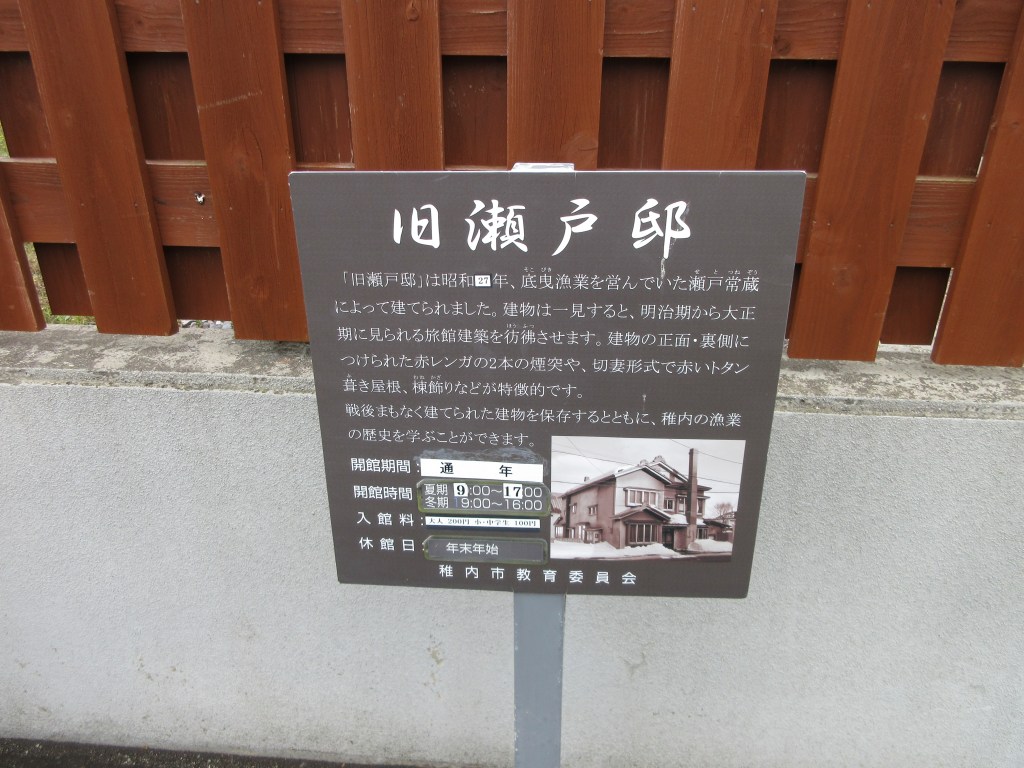 旧瀬戸邸
「旧瀬戸邸」は昭和27年、底曳漁業を営んでいた瀬戸常蔵
によって建てられました。建物は一見すると、明治期から大正
期に見られる旅館建築を彷彿させます。建物の正面・裏側に
つけられた赤レンガの2本の煙突や、切妻形式で赤いトタン
葺き屋根、棟飾りなどが特徴的です。
戦後まもなく建てられた建物を保存するとともに、稚内の漁業
の歴史を学ぶことができます。
開館期間：通年
開館時間：夏期 9:00～17:00
冬期 9:00～16:00
入館料：大人 200円 小・中学生 100円
休館日：年末年始
稚内市教育委員会